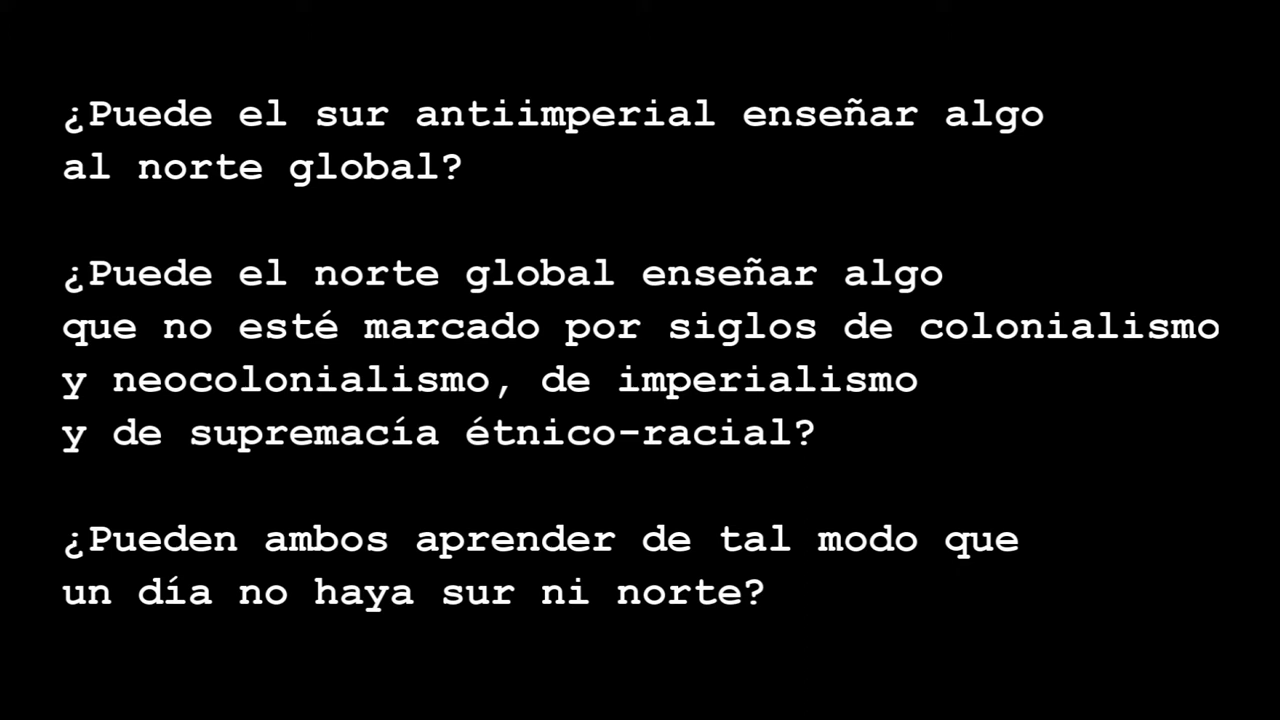 ¿Puede el sur antiimperial enseñar algo
al norte global?
¿Puede el norte global enseñar algo
que no esté marcado por siglos de colonialismo
y neocolonialismo, de imperialismo
y de supremacía étnico-racial?
¿Pueden ambos aprender de tal modo que
un día no haya sur ni norte?